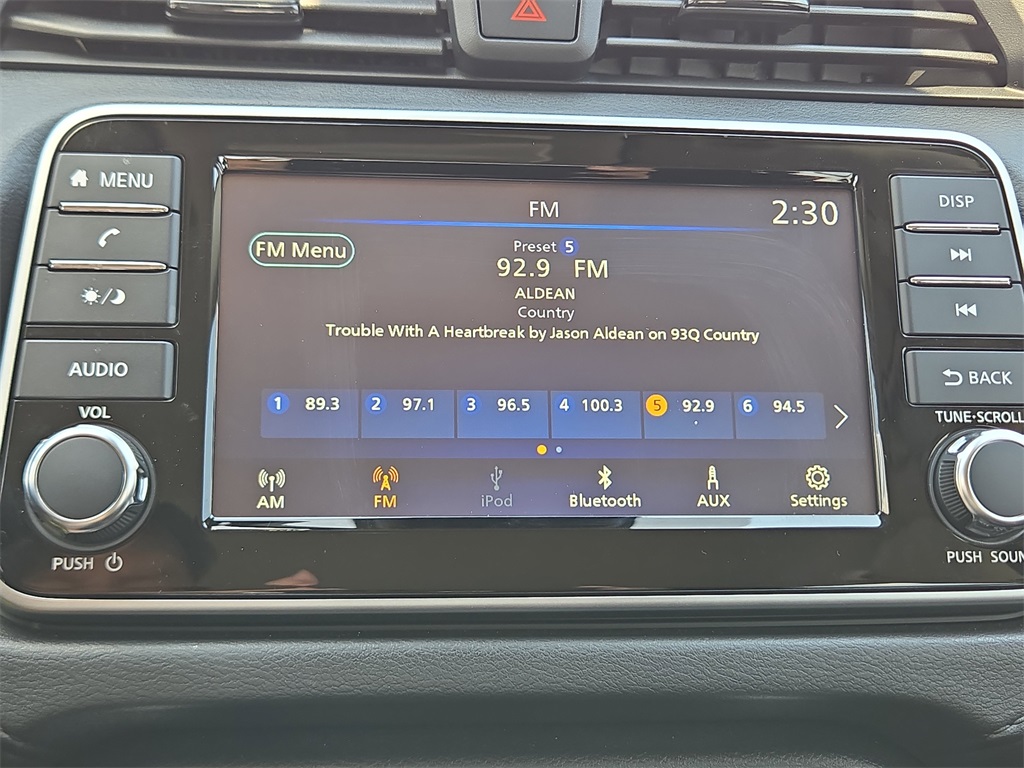 MENU
AUDIO
VOL
PUSH
FM
2:30
FM Menu
Preset 5
92.9 FM
ALDEAN
Country
Trouble With A Heartbreak by Jason Aldean on 93Q Country
1 89.3 2 97.1 3 96.5 4 100.3 5 92.9 6 94.5
AM FM iPod Bluetooth AUX Settings
DISP
BACK
TUNE·SCROLL
PUSH SOUN